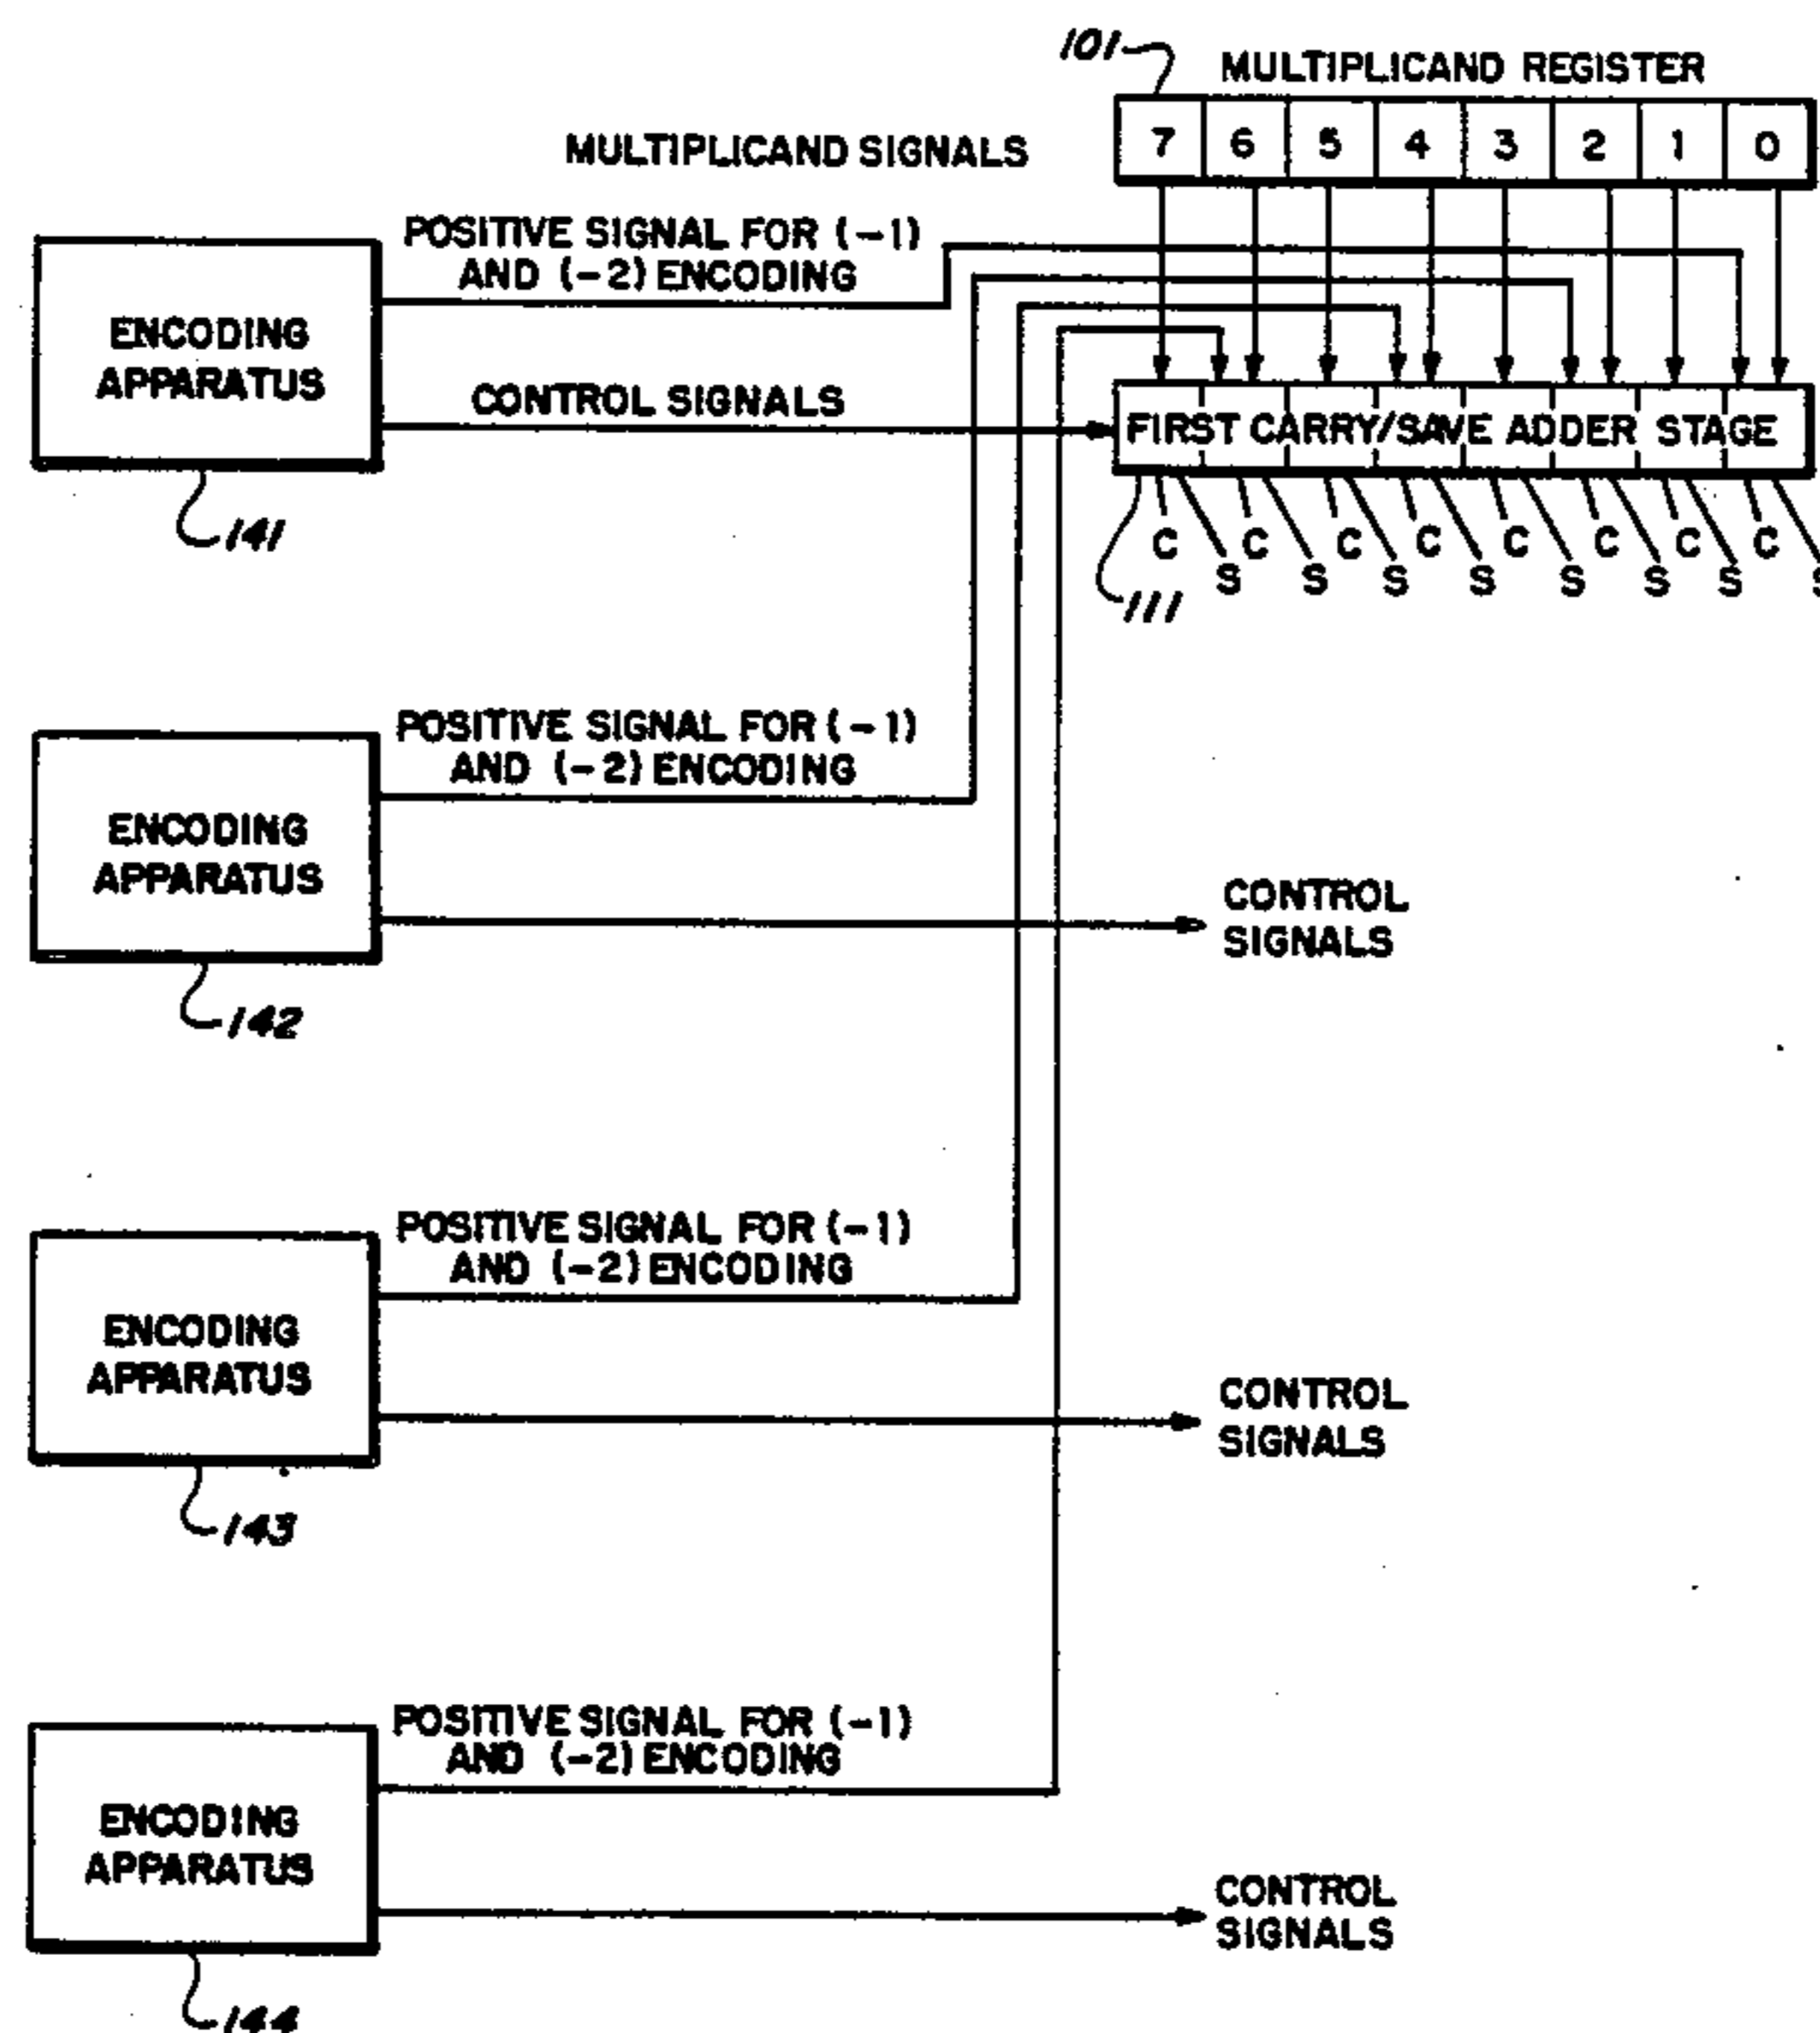 101
MULTIPLICAND REGISTER
MULTIPLICAND SIGNALS
7 6 5 4 3 2 1 0
POSITIVE SIGNAL FOR (-1)
AND (-2) ENCODING
ENCODING
APPARATUS
CONTROL SIGNALS
FIRST CARRY/SAVE ADDER STAGE
141
C C C C C C C C
S S S S S S S S
111
POSITIVE SIGNAL FOR (-1)
AND (-2) ENCODING
ENCODING
APPARATUS
CONTROL
SIGNALS
142
POSITIVE SIGNAL FOR (-1)
AND (-2) ENCODING
ENCODING
APPARATUS
CONTROL
SIGNALS
143
POSITIVE SIGNAL FOR (-1)
AND (-2) ENCODING
ENCODING
APPARATUS
CONTROL
SIGNALS
144